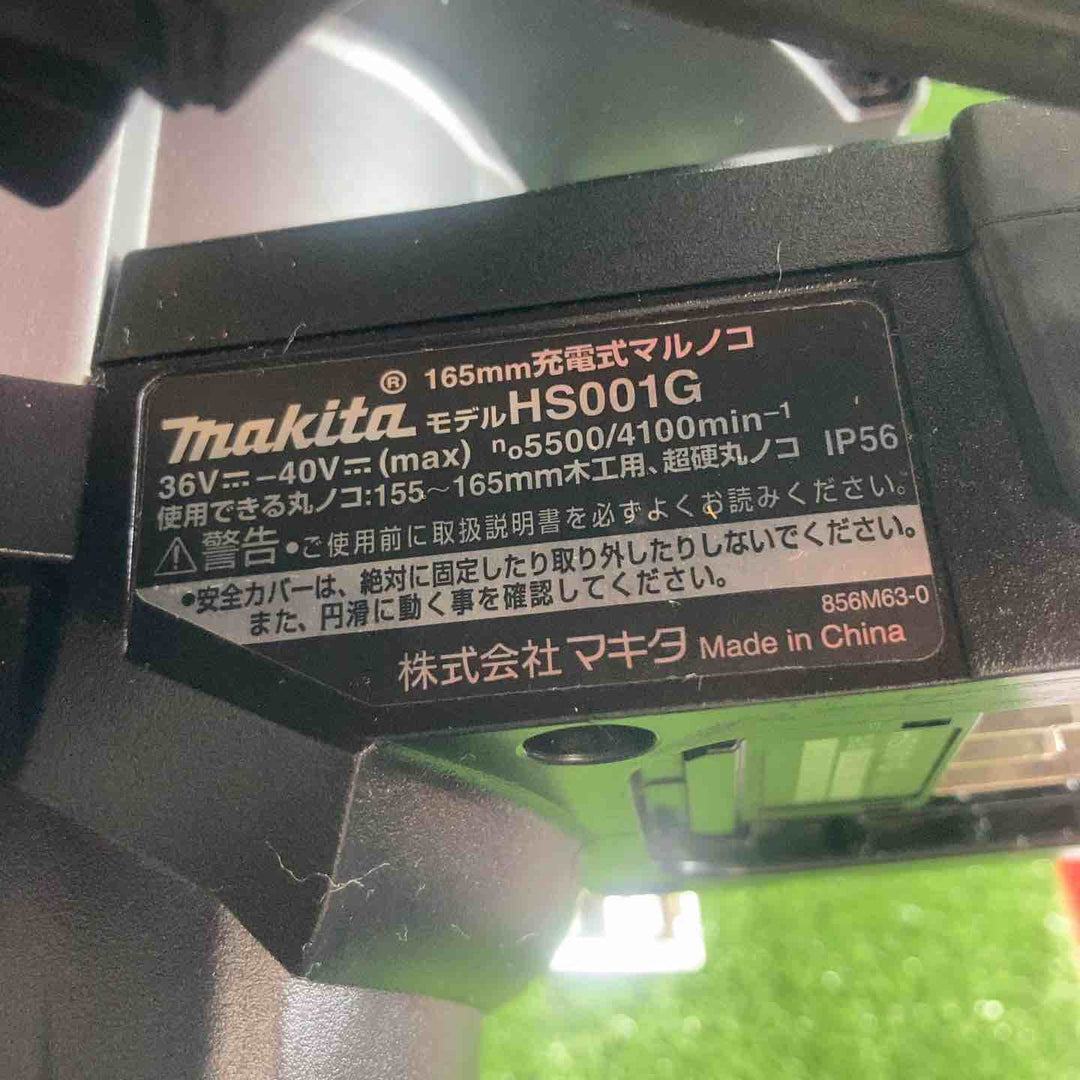 165mm充電式マルノコ
makita® モデルHS001G
36V⎓-40V⎓(max) n₀5500/4100min⁻¹
使用できる丸ノコ:155~165mm木工用、超硬丸ノコ IP56
⚠警告 •ご使用前に取扱説明書を必ずよくお読みください。
•安全カバーは、絶対に固定したり取り外したりしないでください。
また、円滑に動く事を確認してください。
856M63-0
株式会社マキタ Made in China